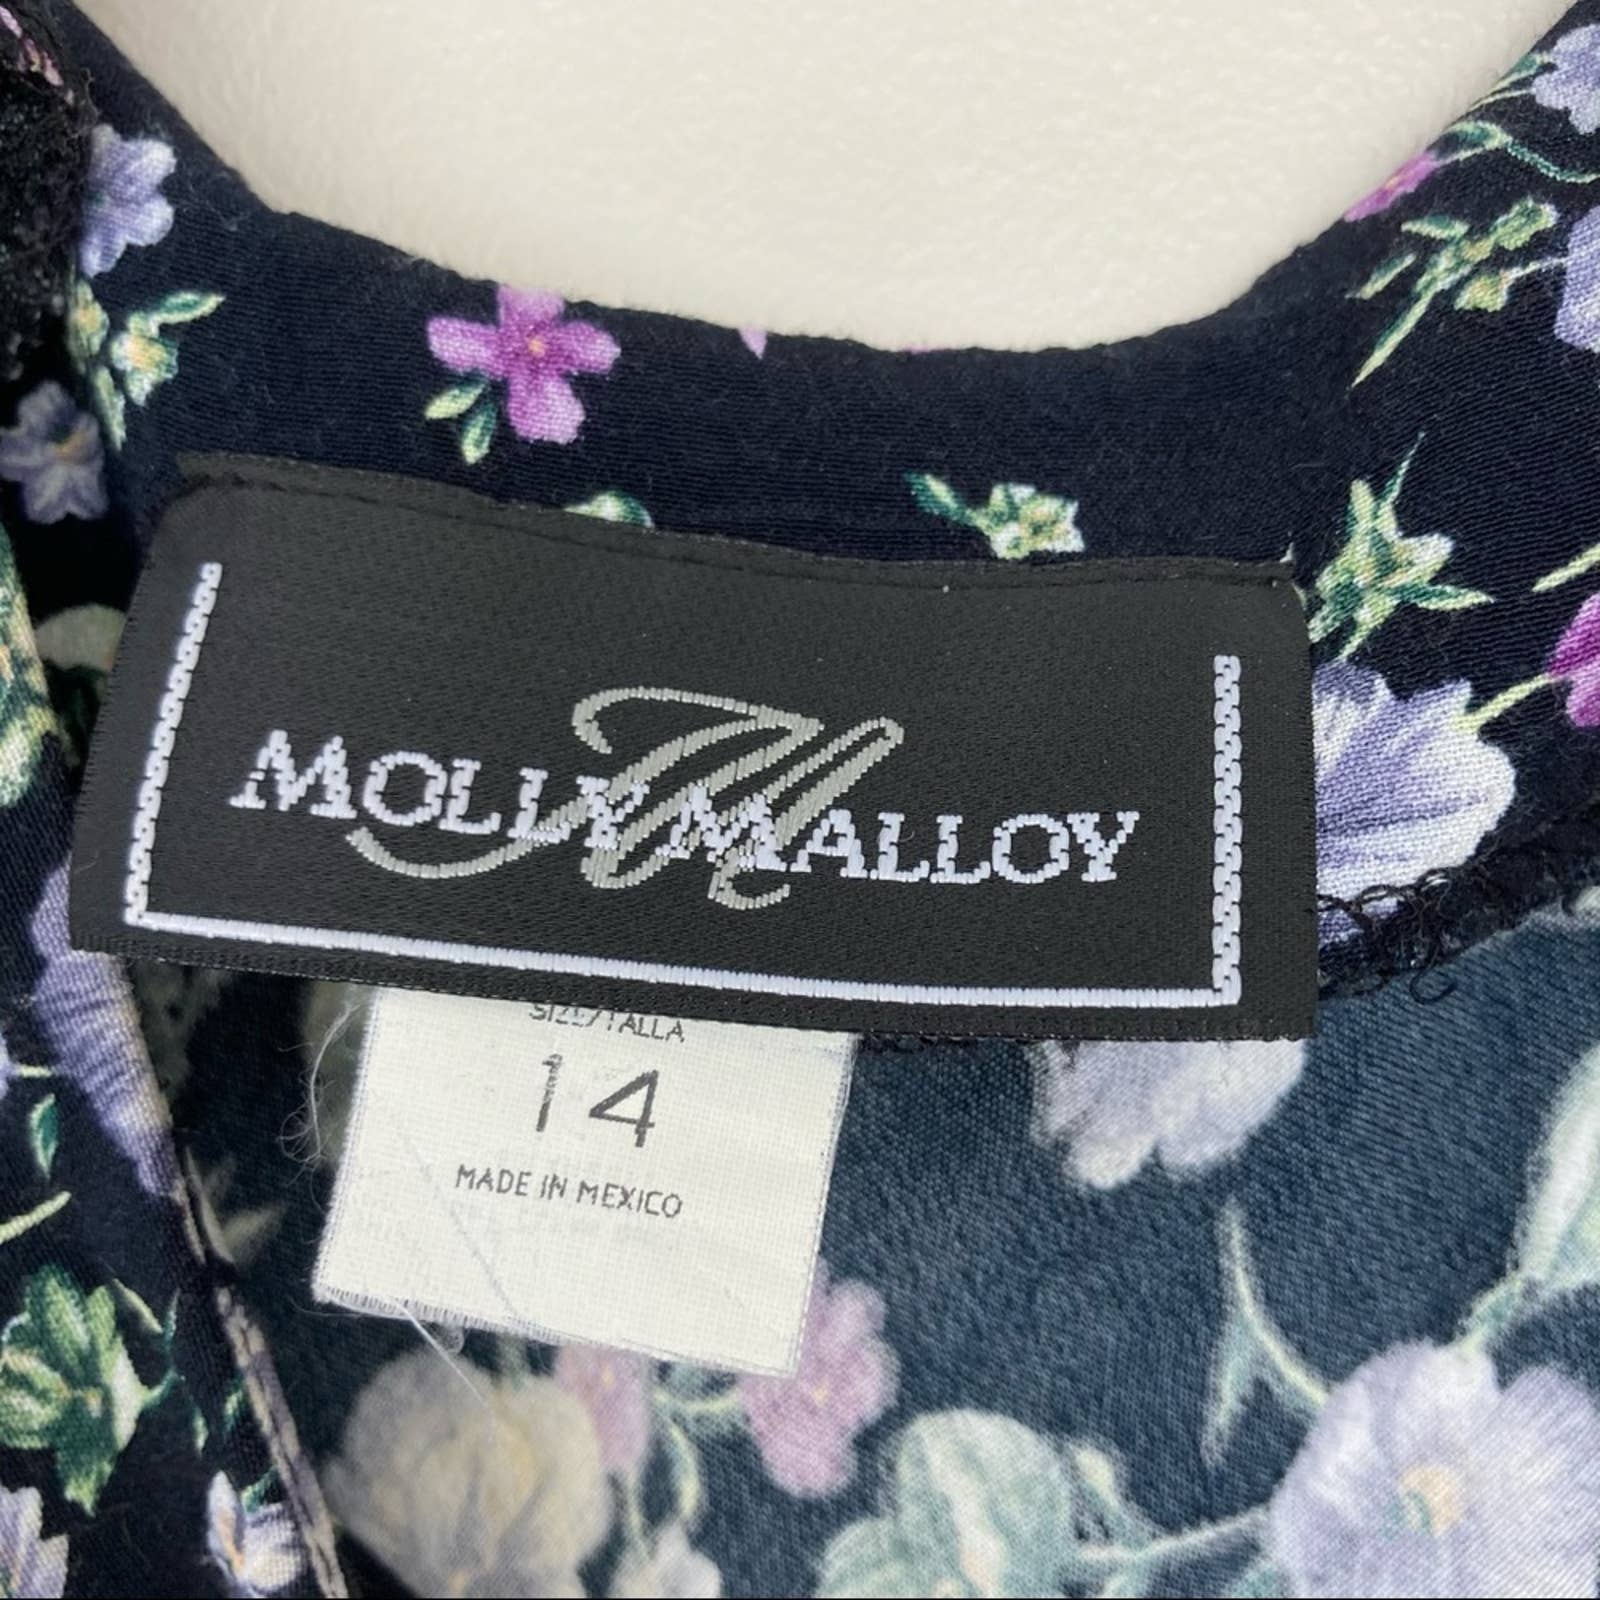 MOLLY MALLOY
M
SIZE/TALLA
14
MADE IN MEXICO